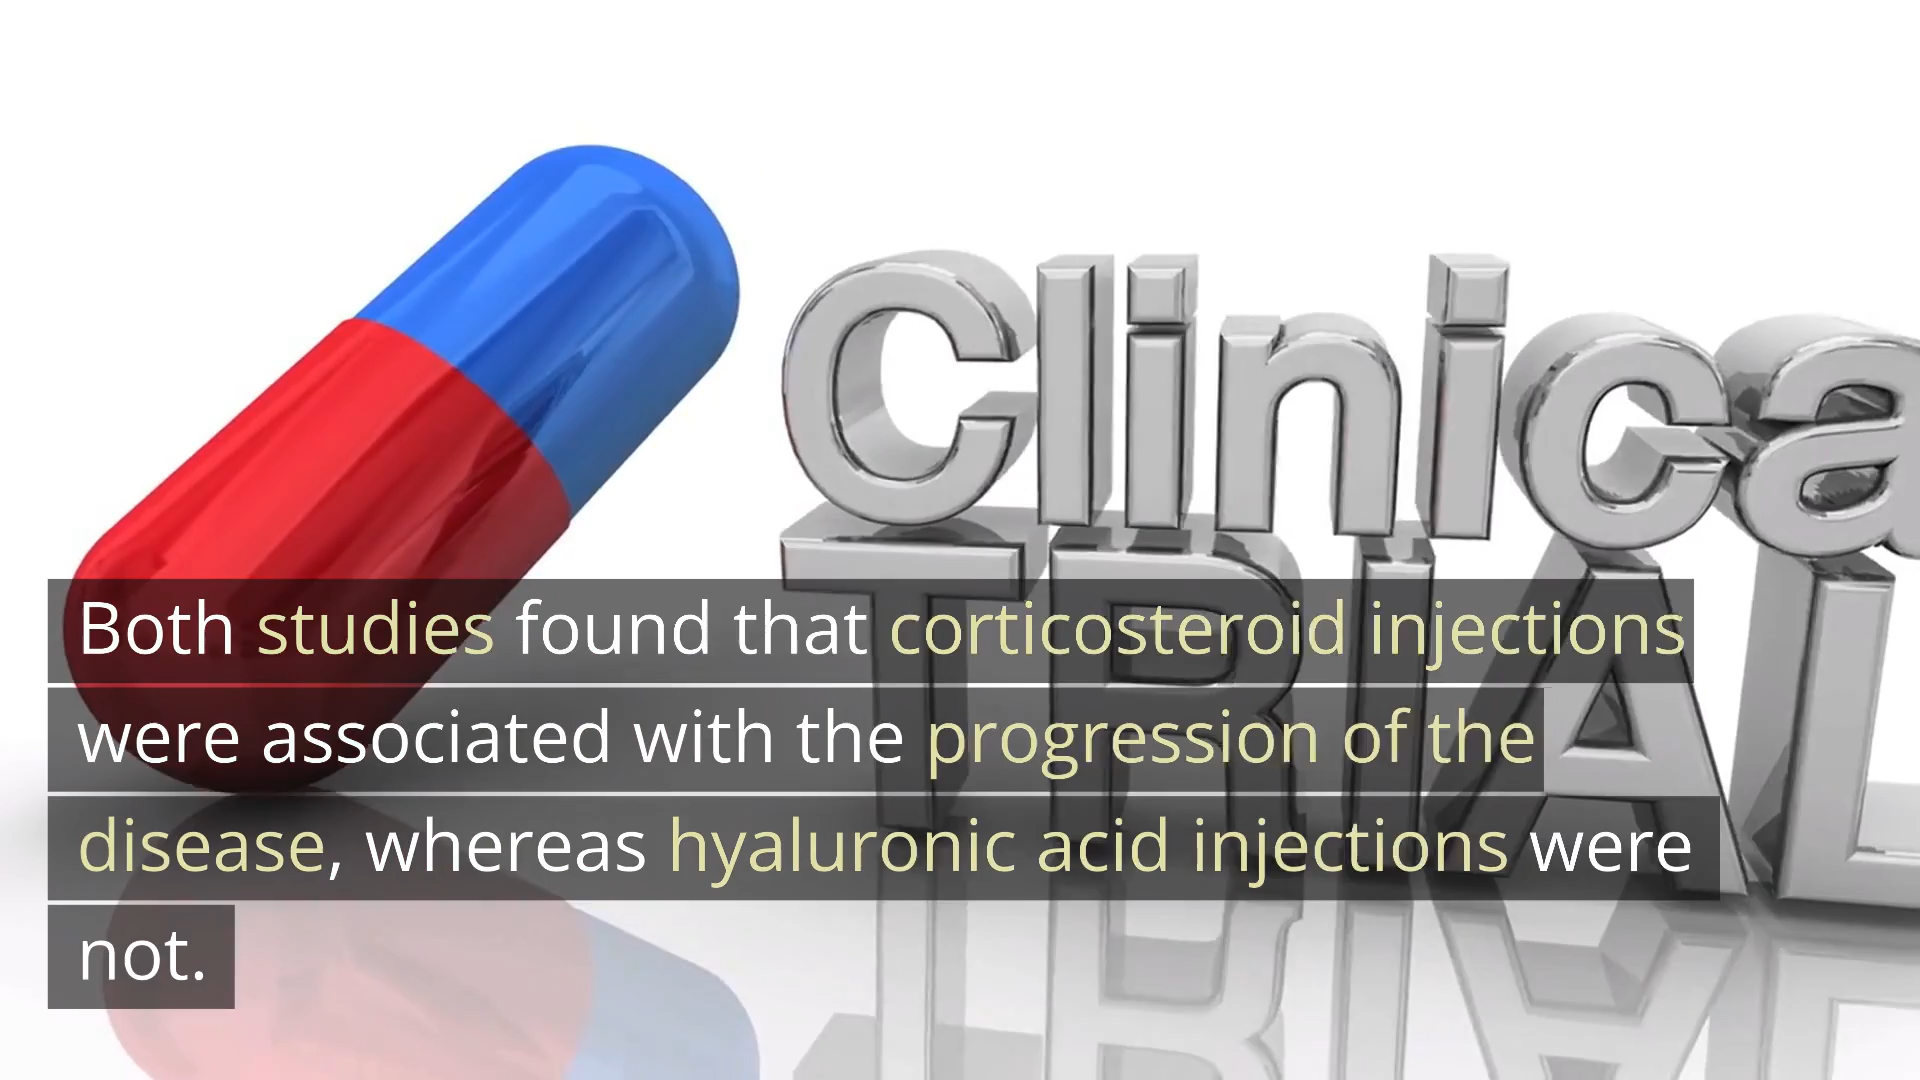 Clinica
TRIAL
Both studies found that corticosteroid injections
were associated with the progression of the
disease, whereas hyaluronic acid injections were
not.